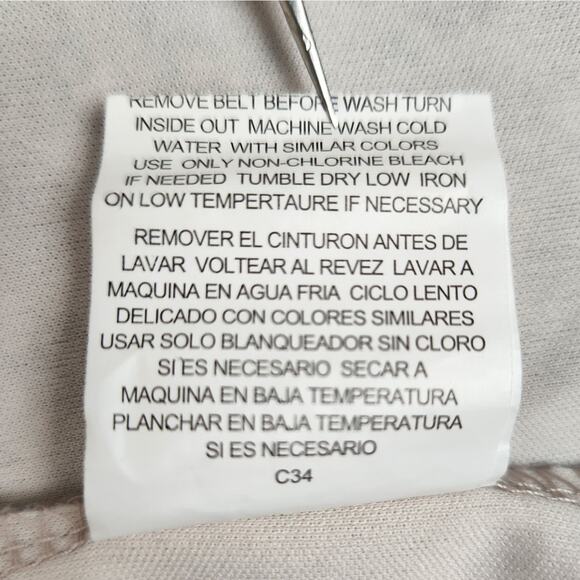 REMOVE BELT BEFORE WASH TURN
INSIDE OUT MACHINE WASH COLD
WATER WITH SIMILAR COLORS
USE ONLY NON-CHLORINE BLEACH
IF NEEDED TUMBLE DRY LOW IRON
ON LOW TEMPERTAURE IF NECESSARY
REMOVER EL CINTURON ANTES DE
LAVAR VOLTEAR AL REVEZ LAVAR A
MAQUINA EN AGUA FRIA CICLO LENTO
DELICADO CON COLORES SIMILARES
USAR SOLO BLANQUEADOR SIN CLORO
SI ES NECESARIO SECAR A
MAQUINA EN BAJA TEMPERATURA
PLANCHAR EN BAJA TEMPERATURA
SI ES NECESARIO
C34